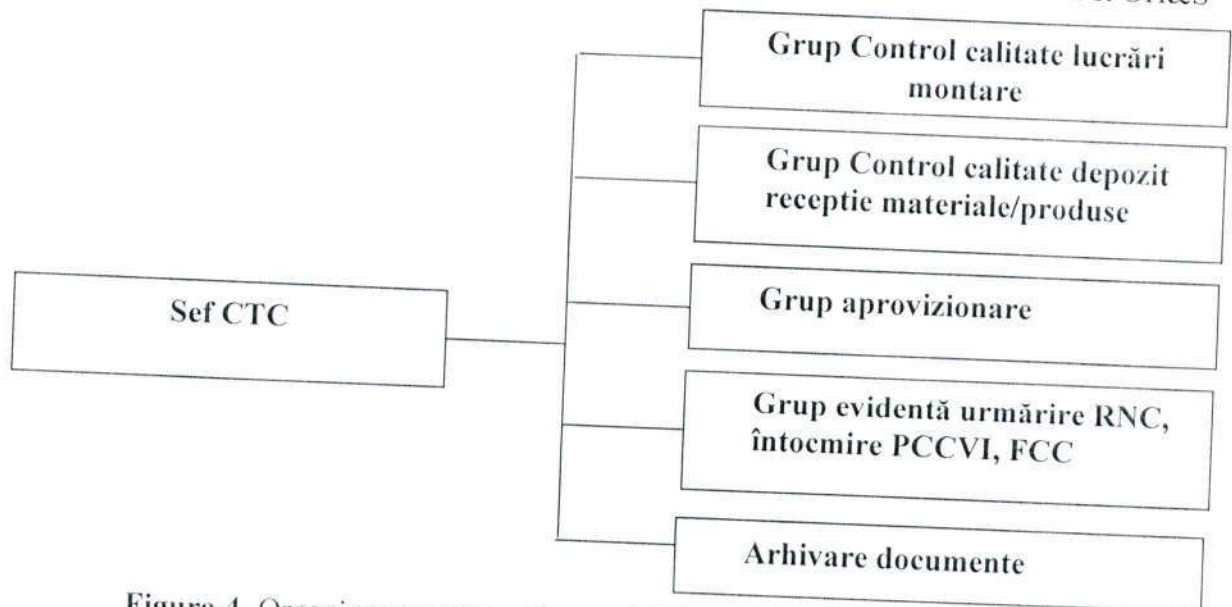 Grup Control calitate lucrări
montare
Grup Control calitate depozit
receptie materiale/produse
Sef CTC
Grup aprovizionare
Grup evidentă urmărire RNC,
întocmire PCCVI, FCC
Arhivare documente
Figura 4